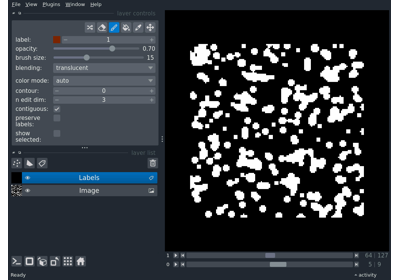 File View Plugins Window Help
layer controls
label: 1
opacity: 0.70
brush size: 15
blending: translucent
color mode: auto
contour: 0
n edit dim: 3
contiguous:
preserve
labels:
show
selected:
layer list
Labels
Image
1 64 127
0 5 9
Ready
activity